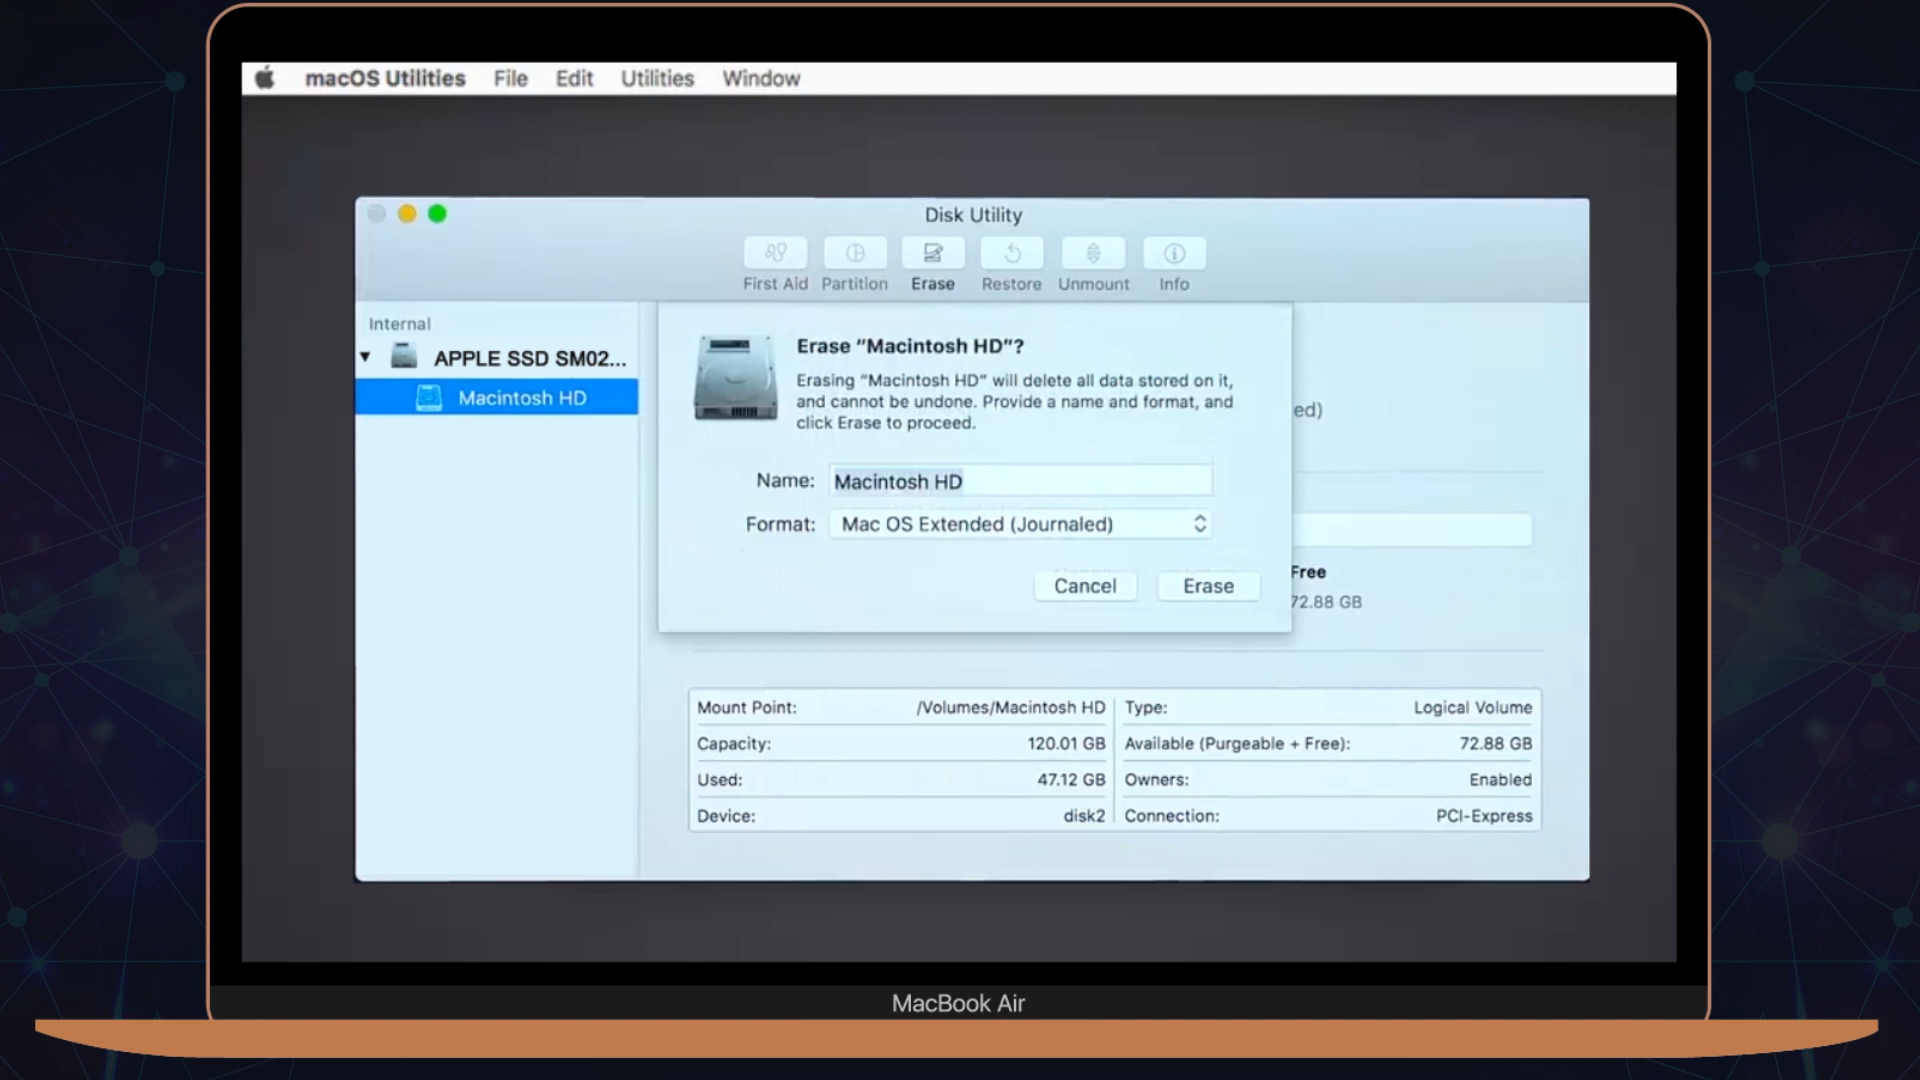 macOS Utilities File Edit Utilities Window
Disk Utility
First Aid Partition Erase Restore Unmount Info
Internal
APPLE SSD SM02...
Macintosh HD
Erase “Macintosh HD”?
Erasing “Macintosh HD” will delete all data stored on it,
and cannot be undone. Provide a name and format, and
click Erase to proceed.
ed)
Name: Macintosh HD
Format: Mac OS Extended (Journaled)
Cancel Erase
Free
72.88 GB
Mount Point: /Volumes/Macintosh HD Type: Logical Volume
Capacity: 120.01 GB Available (Purgeable + Free): 72.88 GB
Used: 47.12 GB Owners: Enabled
Device: disk2 Connection: PCI-Express
MacBook Air